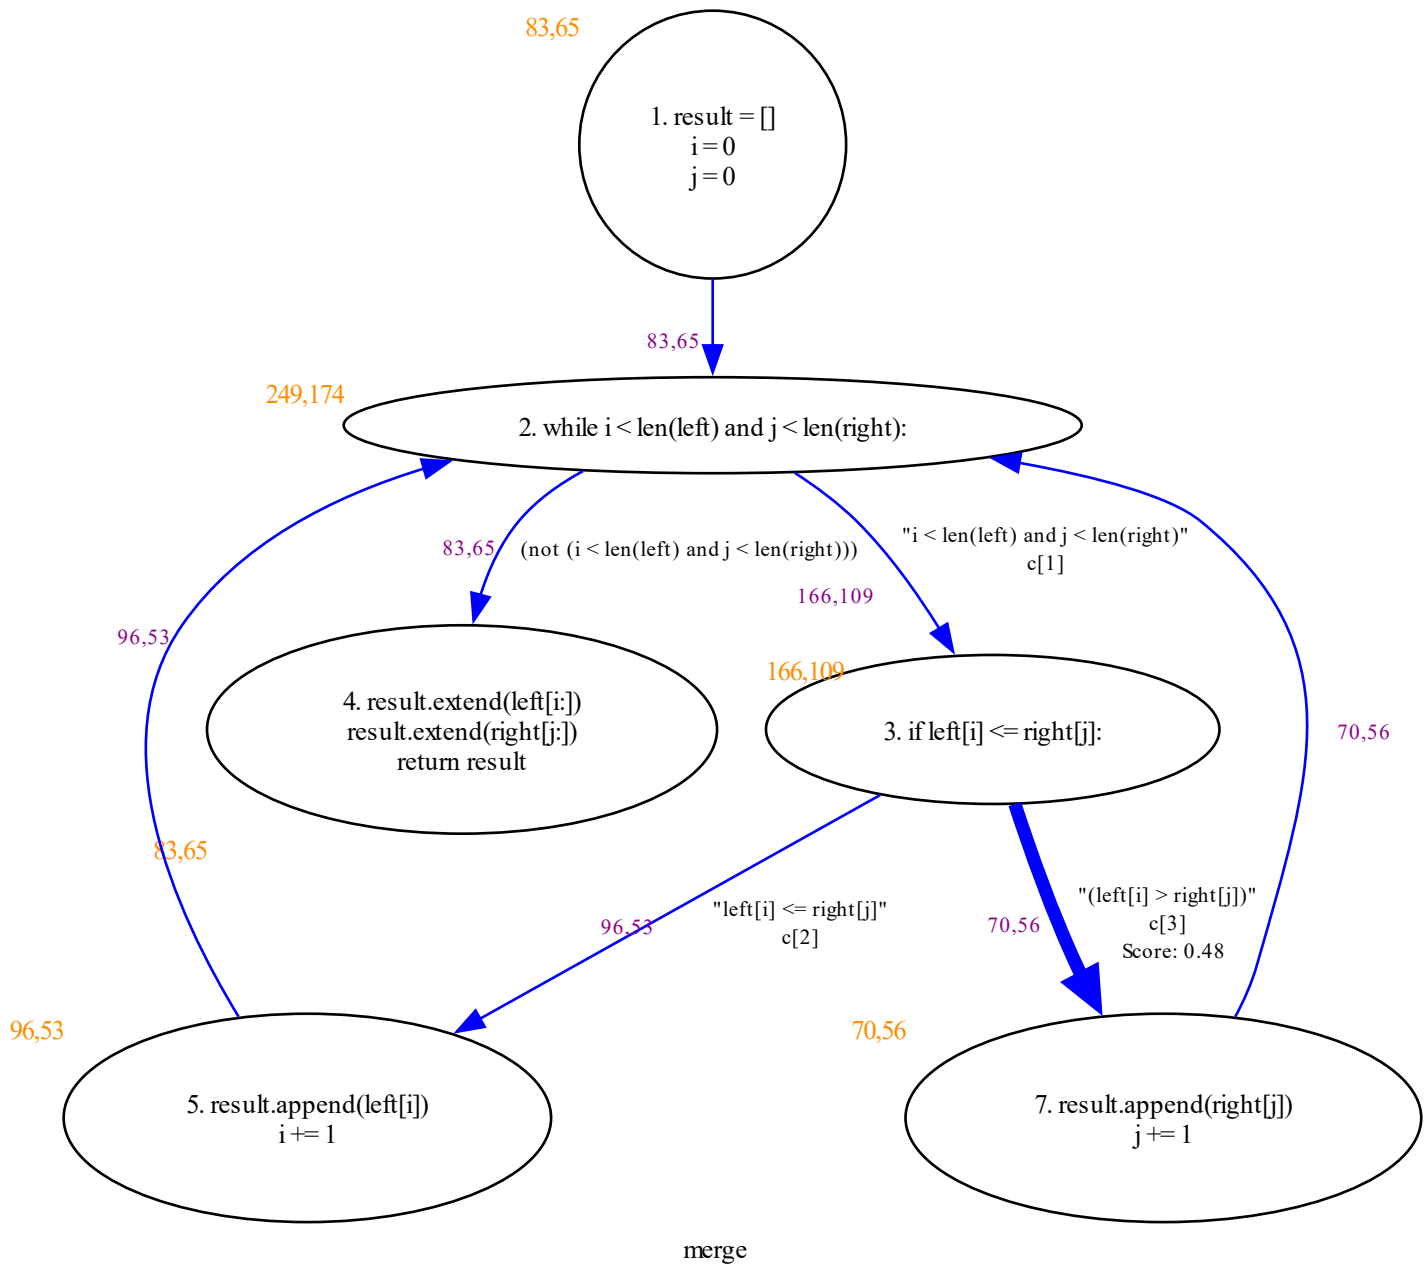 83,65
1. result = []
i = 0
j = 0
83,65
249,174
2. while i < len(left) and j < len(right):
83,65
(not (i < len(left) and j < len(right)))
"i < len(left) and j < len(right)"
c[1]
166,109
96,53
166,109
4. result.extend(left[i:])
result.extend(right[j:])
return result
3. if left[i] <= right[j]:
70,56
83,65
96,53
"left[i] <= right[j]"
c[2]
70,56
"(left[i] > right[j])"
c[3]
Score: 0.48
96,53
5. result.append(left[i])
i += 1
70,56
7. result.append(right[j])
j += 1
merge